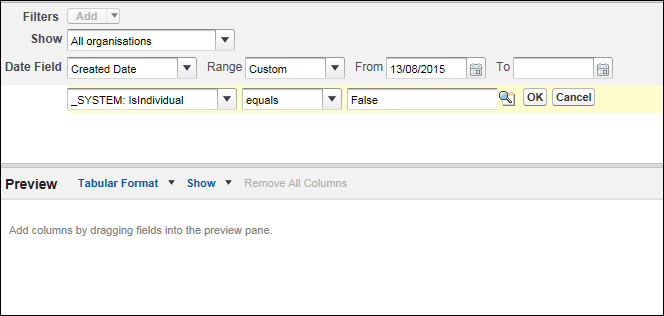 Filters Add
Show All organisations
Date Field Created Date Range Custom From 13/08/2015 To
_SYSTEM: IsIndividual equals False OK Cancel
Preview Tabular Format Show Remove All Columns
Add columns by dragging fields into the preview pane.